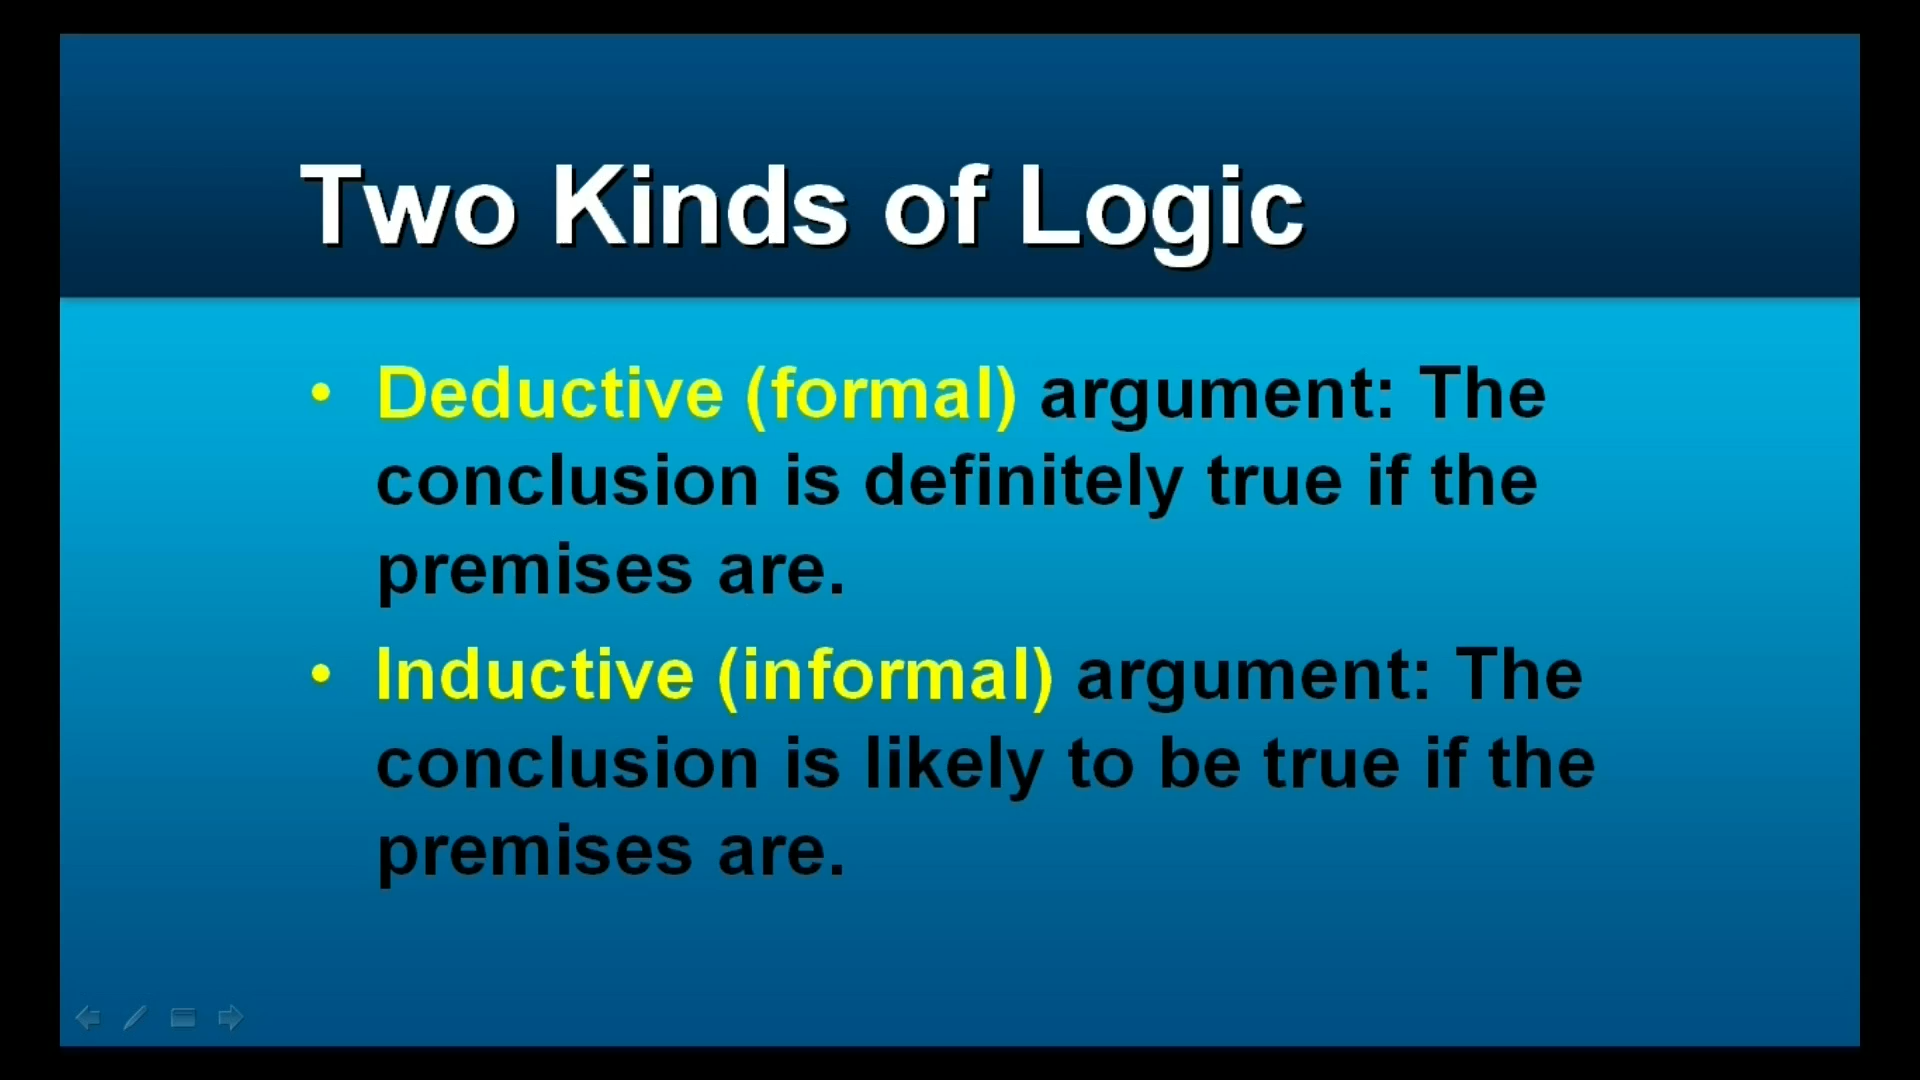 Two Kinds of Logic
• Deductive (formal) argument: The
conclusion is definitely true if the
premises are.
• Inductive (informal) argument: The
conclusion is likely to be true if the
premises are.